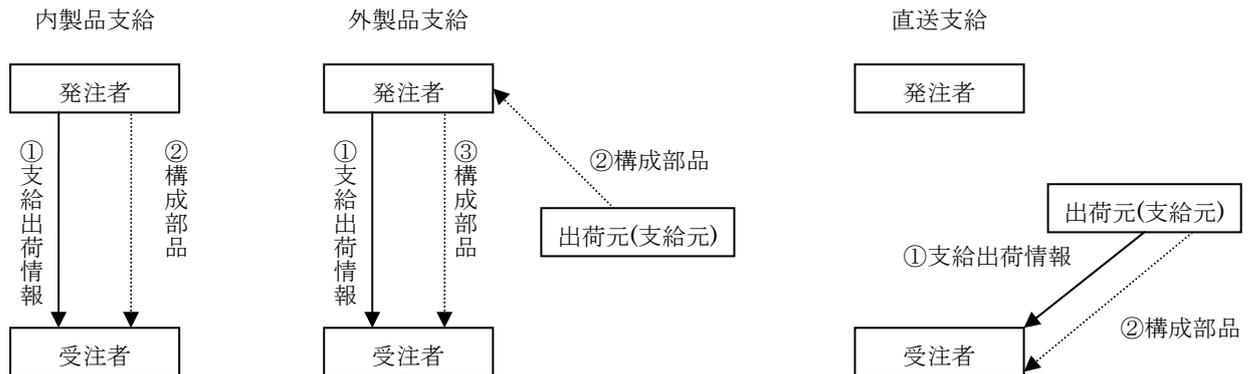 内製品支給
発注者
①支給出荷情報
②構成部品
受注者
外製品支給
発注者
①支給出荷情報
③構成部品
②構成部品
出荷元(支給元)
受注者
直送支給
発注者
出荷元(支給元)
①支給出荷情報
②構成部品
受注者